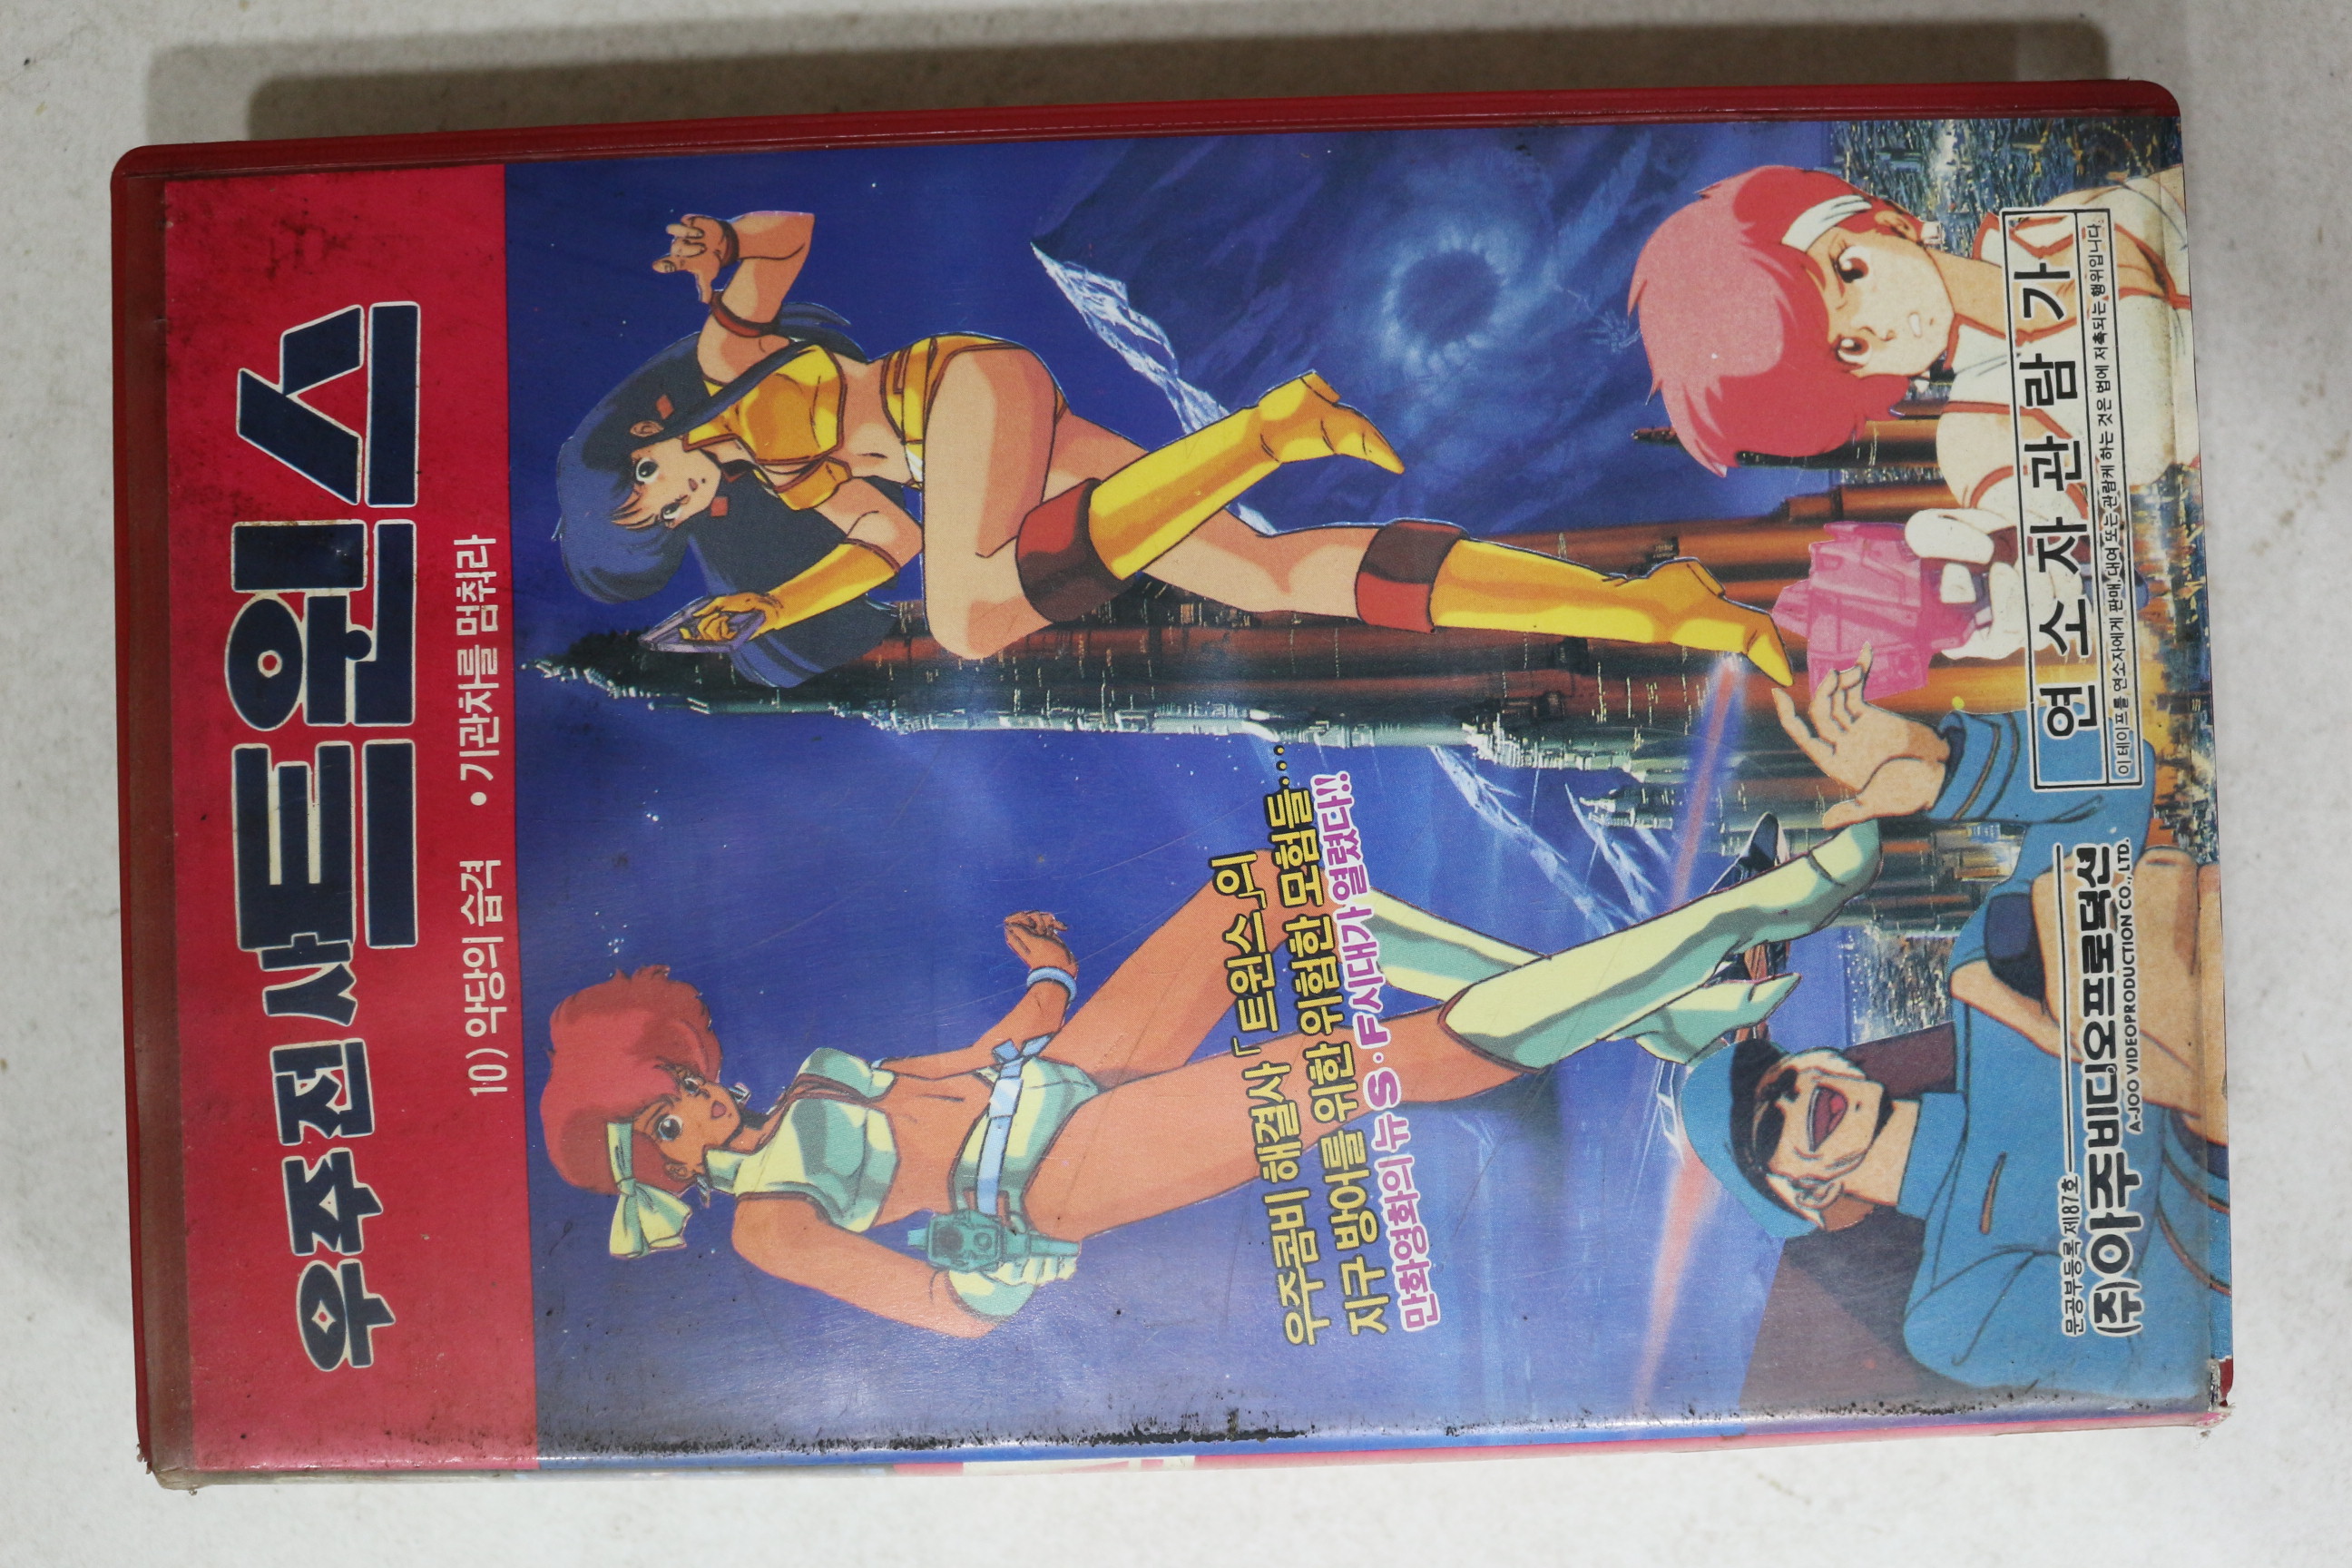 우주전사 트윈스
10) 악당의 습격 • 기관차를 멈춰라
우주콤비 해결사 「트윈스」의
지구 방어를 위한 위험한 모험들...
만화영화의 뉴 S·F시대가 열렸다!!
연소자관람가
이 테이프를 연소자에게 판매, 대여 또는 관람케 하는 것은 법에 저촉되는 행위입니다.
문공부등록 제87호
(주)아주비디오프로덕션
A-JOO VIDEOPRODUCTION CO., LTD.